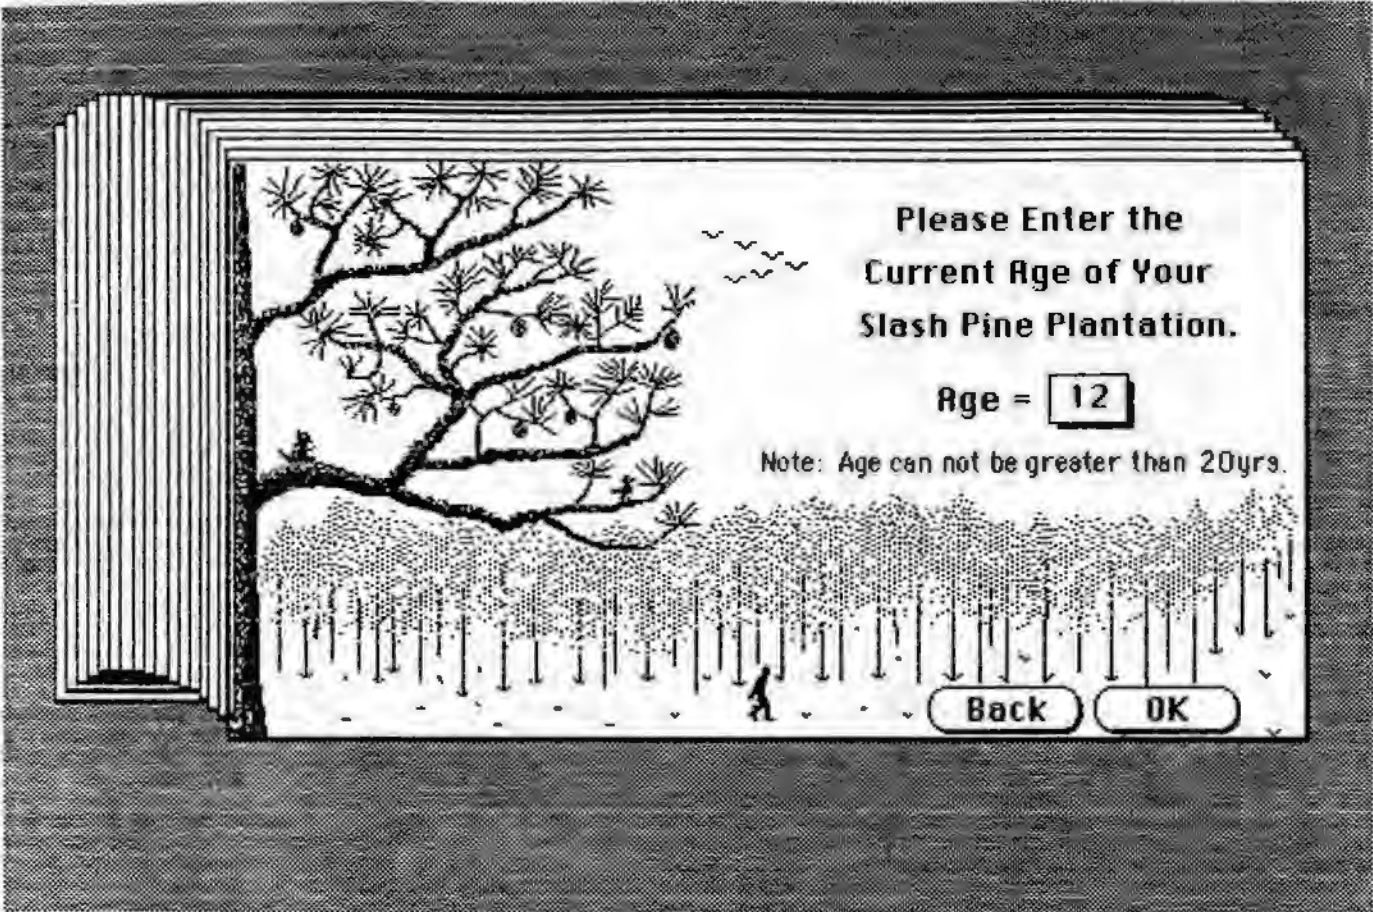 Please Enter the
Current Age of Your
Slash Pine Plantation.
Age = 12
Note: Age can not be greater than 20yrs.
Back OK